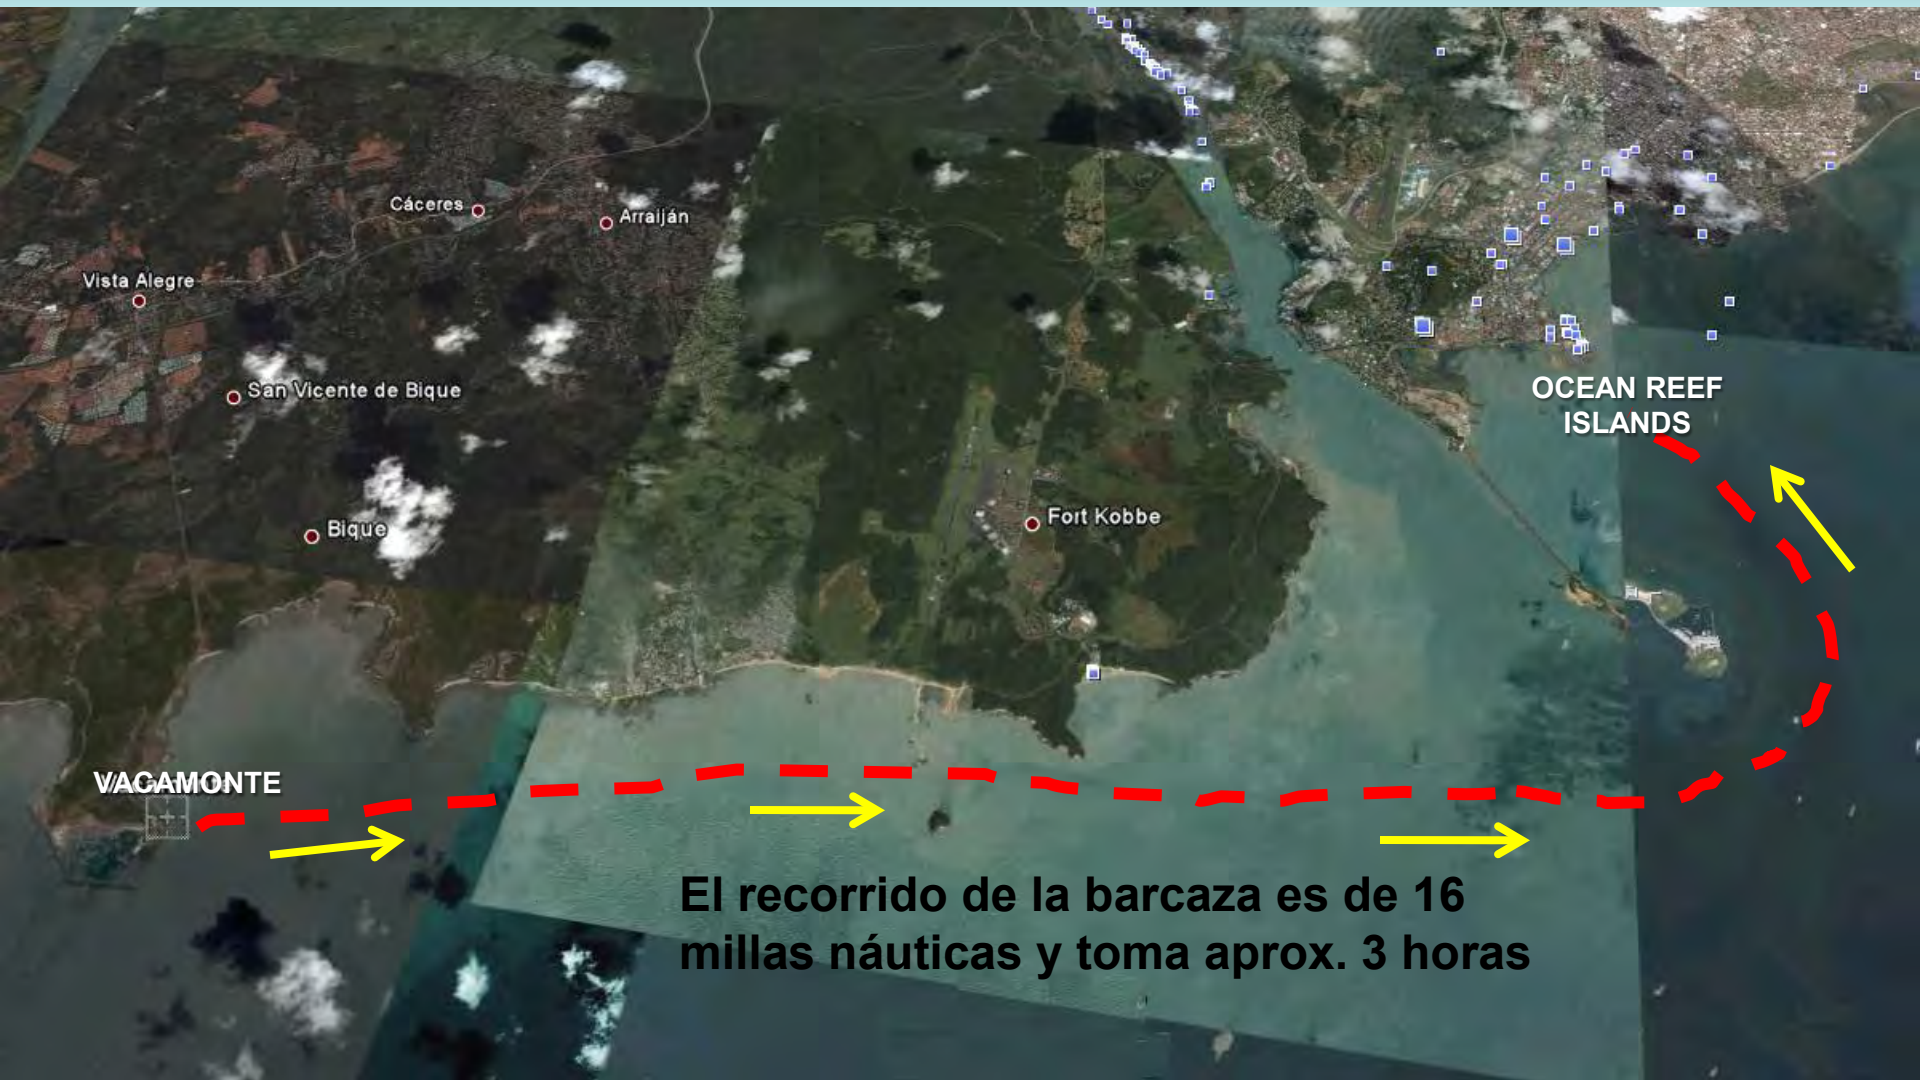 Cáceres
Arraiján
Vista Alegre
San Vicente de Bique
OCEAN REEF
ISLANDS
Fort Kobbe
Bique
VACAMONTE
El recorrido de la barcaza es de 16
millas náuticas y toma aprox. 3 horas